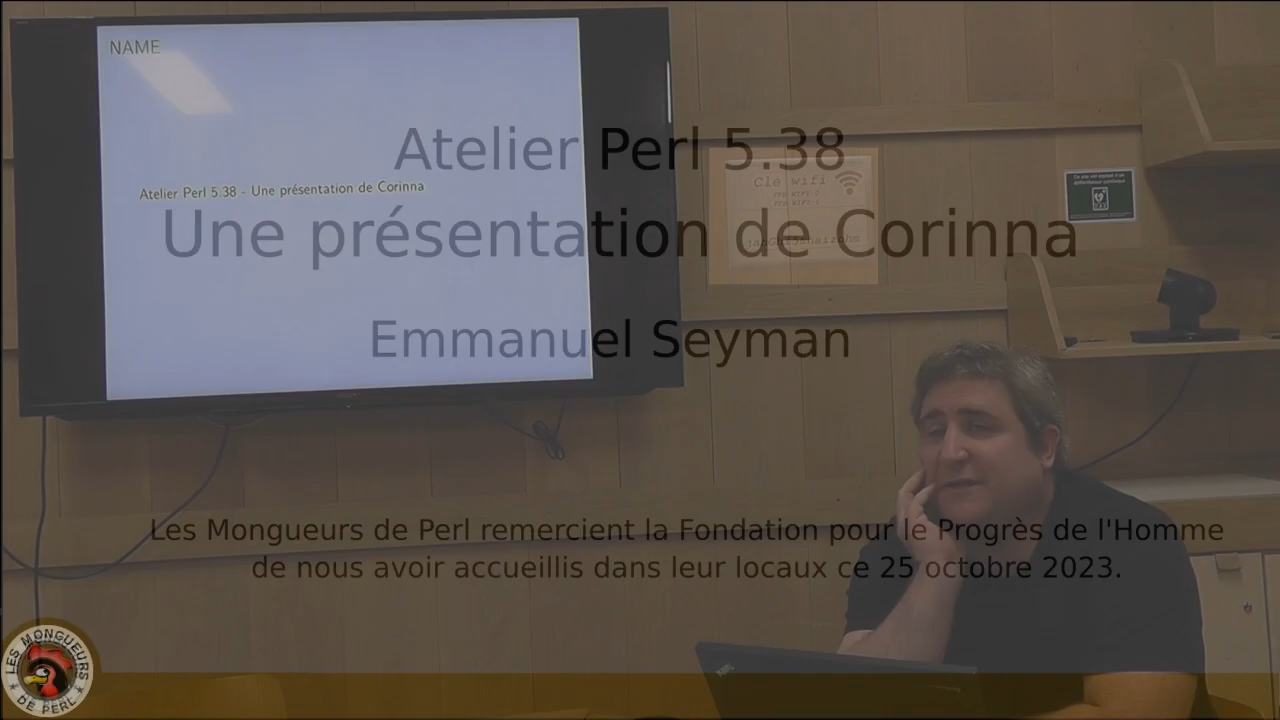 NAME
Atelier Perl 5.38 - Une présentation de Corinna
Atelier Perl 5.38
Une présentation de Corinna
Emmanuel Seyman
Clé wifi
Les Mongueurs de Perl remercient la Fondation pour le Progrès de l'Homme
de nous avoir accueillis dans leur locaux ce 25 octobre 2023.
LES MONGUEURS
DE PERL